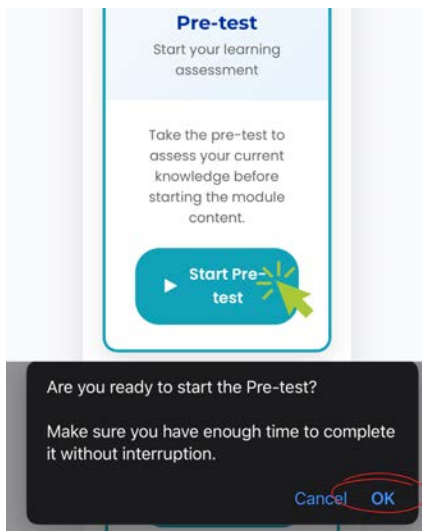 Pre-test
Start your learning
assessment
Take the pre-test to
assess your current
knowledge before
starting the module
content.
Start Pre-
test
Are you ready to start the Pre-test?
Make sure you have enough time to complete
it without interruption.
Cancel OK